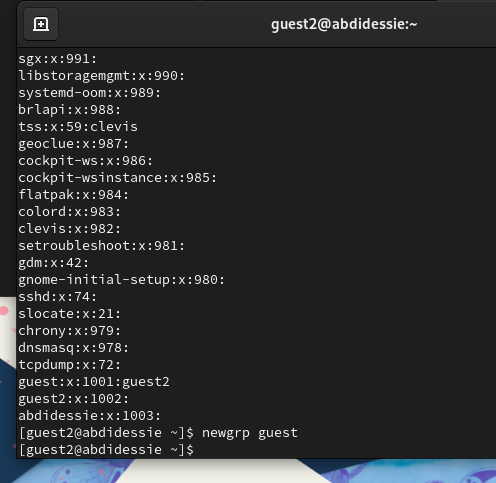 guest2@abdidessie:~
sgx:x:991:
libstoragemgmt:x:990:
systemd-oom:x:989:
brlapi:x:988:
tss:x:59:clevis
geoclue:x:987:
cockpit-ws:x:986:
cockpit-wsinstance:x:985:
flatpak:x:984:
colord:x:983:
clevis:x:982:
setroubleshoot:x:981:
gdm:x:42:
gnome-initial-setup:x:980:
sshd:x:74:
slocate:x:21:
chrony:x:979:
dnsmasq:x:978:
tcpdump:x:72:
guest:x:1001:guest2
guest2:x:1002:
abdidessie:x:1003:
[guest2@abdidessie ~]$ newgrp guest
[guest2@abdidessie ~]$